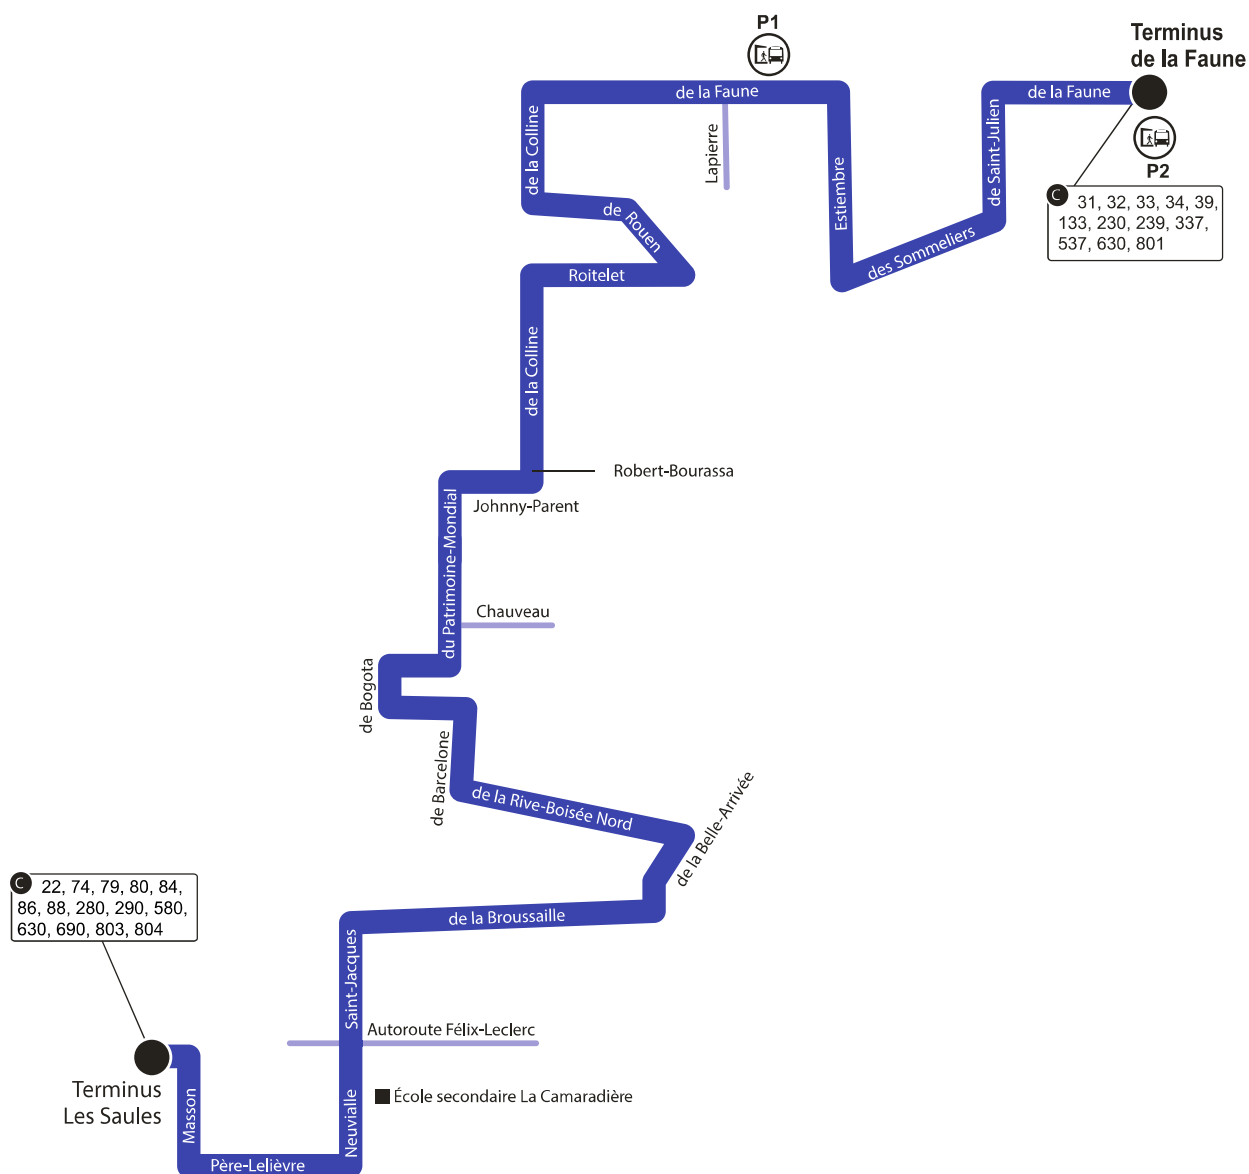 P1
Terminus
de la Faune
de la Faune
de la Faune
P2
de la Colline
Lapierre
Estiembre
de Saint-Julien
C 31, 32, 33, 34, 39,
133, 230, 239, 337,
537, 630, 801
de Rouen
des Sommeliers
Roitelet
de la Colline
Robert-Bourassa
Johnny-Parent
du Patrimoine-Mondial
Chauveau
de Bogota
de Barcelone
de la Rive-Boisée Nord
de la Belle-Arrivée
C 22, 74, 79, 80, 84,
86, 88, 280, 290, 580,
630, 690, 803, 804
de la Broussaille
Saint-Jacques
Autoroute Félix-Leclerc
Terminus
Les Saules
Masson
Neuvialle
École secondaire La Camaradière
Père-Lelièvre